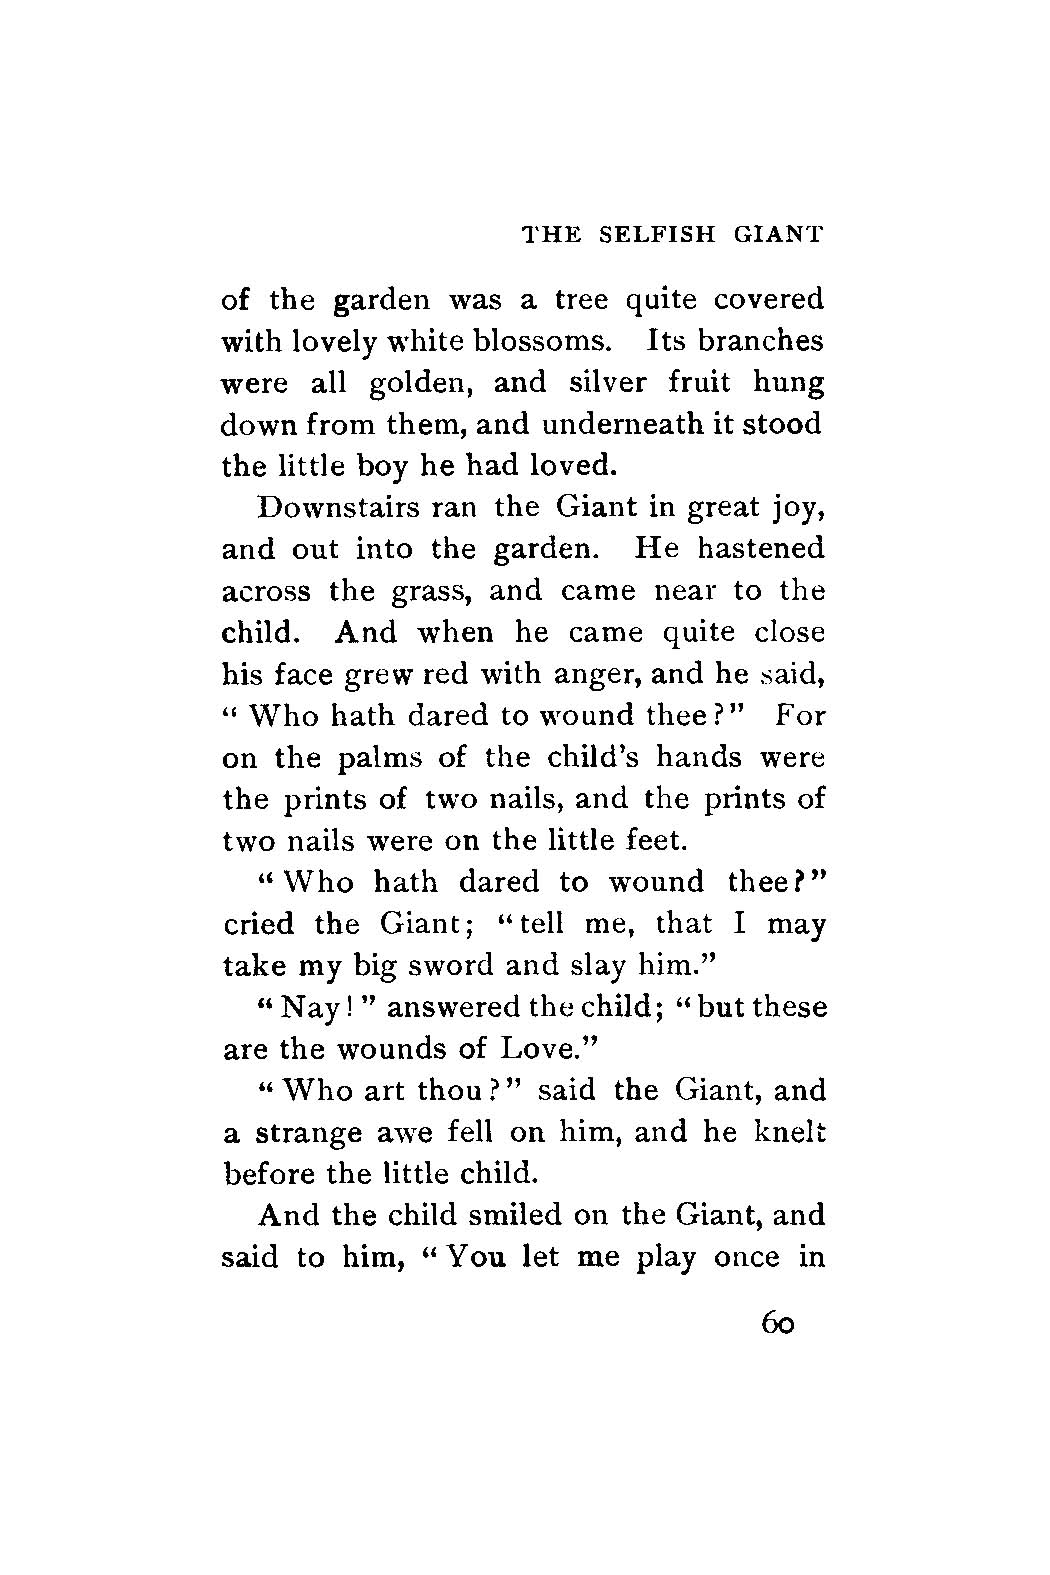 THE SELFISH GIANT
of the garden was a tree quite covered
with lovely white blossoms. Its branches
were all golden, and silver fruit hung
down from them, and underneath it stood
the little boy he had loved.
Downstairs ran the Giant in great joy,
and out into the garden. He hastened
across the grass, and came near to the
child. And when he came quite close
his face grew red with anger, and he said,
“ Who hath dared to wound thee ? ” For
on the palms of the child’s hands were
the prints of two nails, and the prints of
two nails were on the little feet.
“ Who hath dared to wound thee ? ”
cried the Giant ; “ tell me, that I may
take my big sword and slay him.”
“ Nay ! ” answered the child ; “ but these
are the wounds of Love.”
“ Who art thou ? ” said the Giant, and
a strange awe fell on him, and he knelt
before the little child.
And the child smiled on the Giant, and
said to him, “ You let me play once in
60